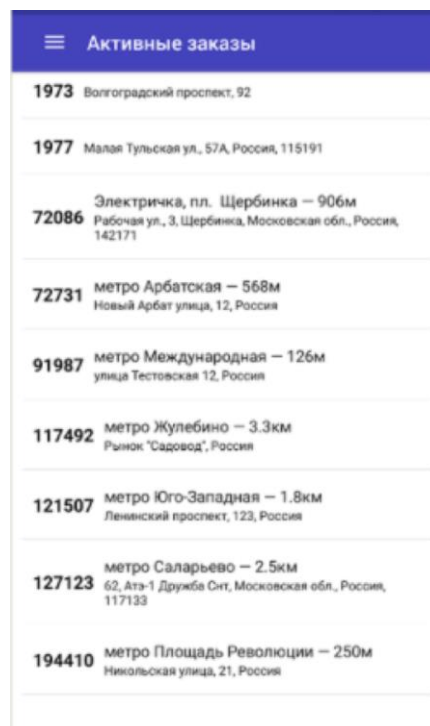 Активные заказы
1973 Волгоградский проспект, 92
1977 Малая Тульская ул., 57А, Россия, 115191
Электричка, пл. Щербинка — 906м
72086 Рабочая ул., 3, Щербинка, Московская обл., Россия,
142171
72731 метро Арбатская — 568м
Новый Арбат улица, 12, Россия
91987 метро Международная — 126м
улица Тестовская 12, Россия
117492 метро Жулебино — 3.3км
Рынок "Садовод", Россия
121507 метро Юго-Западная — 1.8км
Ленинский проспект, 123, Россия
метро Саларьево — 2.5км
127123 62, Атэ-1 Дружба Снт, Московская обл., Россия,
117133
194410 метро Площадь Революции — 250м
Никольская улица, 21, Россия